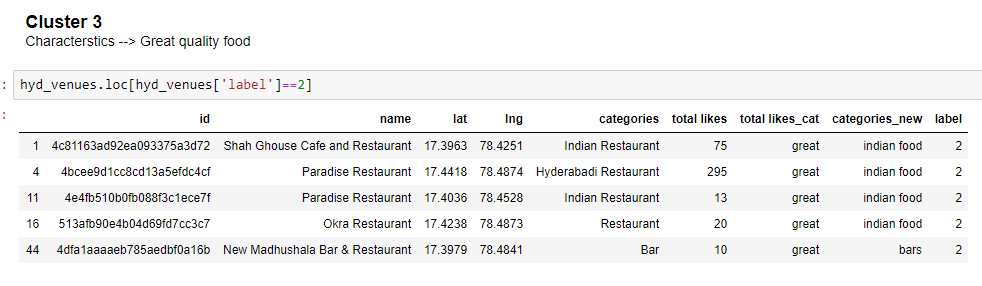 Cluster 3
Characterstics --> Great quality food
: hyd_venues.loc[hyd_venues['label']==2]
:
id name lat lng categories total likes total likes_cat categories_new label
1 4c81163ad92ea093375a3d72 Shah Ghouse Cafe and Restaurant 17.3963 78.4251 Indian Restaurant 75 great indian food 2
4 4bcee9d1cc8cd13a5efdc4cf Paradise Restaurant 17.4418 78.4874 Hyderabadi Restaurant 295 great indian food 2
11 4e4fb510b0fb088f3c1ece7f Paradise Restaurant 17.4036 78.4528 Indian Restaurant 13 great indian food 2
16 513afb90e4b04d69fd7cc3c7 Okra Restaurant 17.4238 78.4873 Restaurant 20 great indian food 2
44 4dfa1aaaaeb785aedbf0a16b New Madhushala Bar & Restaurant 17.3979 78.4841 Bar 10 great bars 2